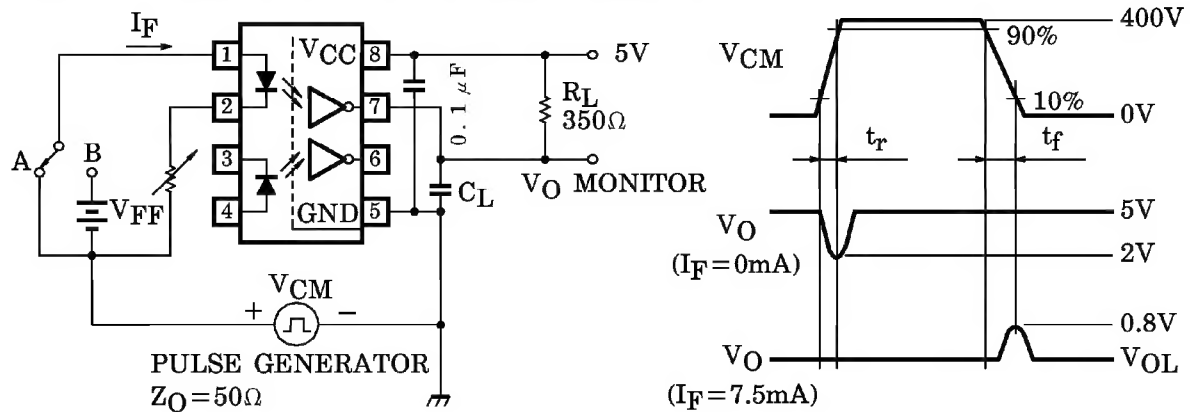 IF
1
2
3
4
VCC
GND
8
7
6
5
0.1 μF
5V
RL
350Ω
A
B
VFF
CL
VO MONITOR
VCM
+
−
PULSE GENERATOR
ZO=50Ω
VCM
400V
90%
10%
0V
tr
tf
VO
(IF=0mA)
5V
2V
0.8V
VO
VOL
(IF=7.5mA)